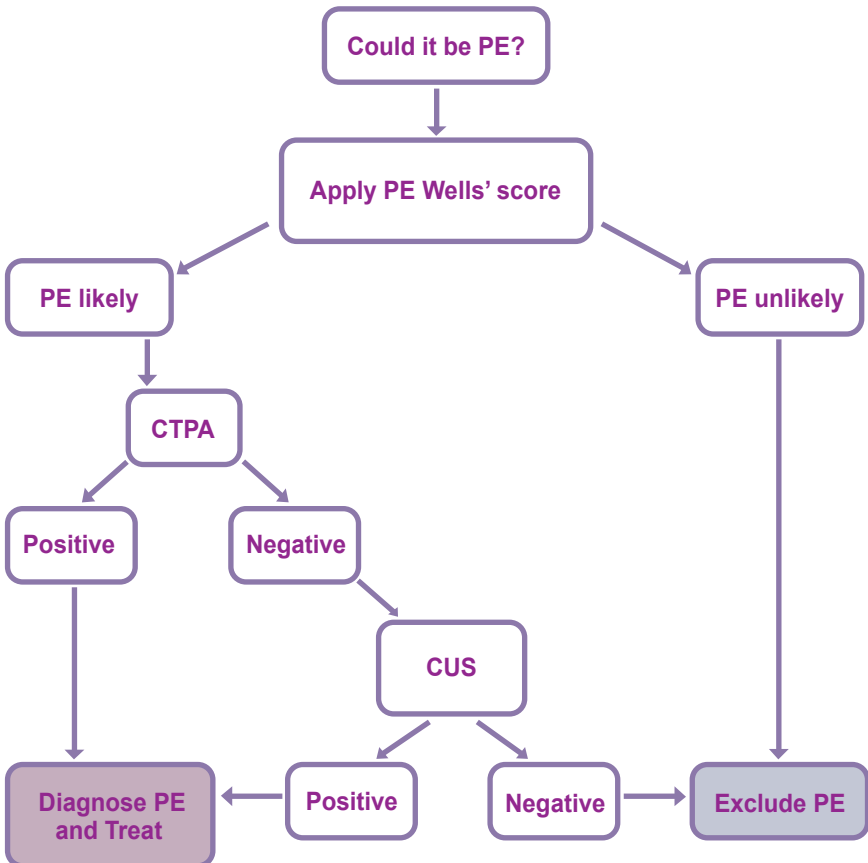 Could it be PE?
Apply PE Wells’ score
PE likely
PE unlikely
CTPA
Positive
Negative
CUS
Diagnose PE
and Treat
Positive
Negative
Exclude PE